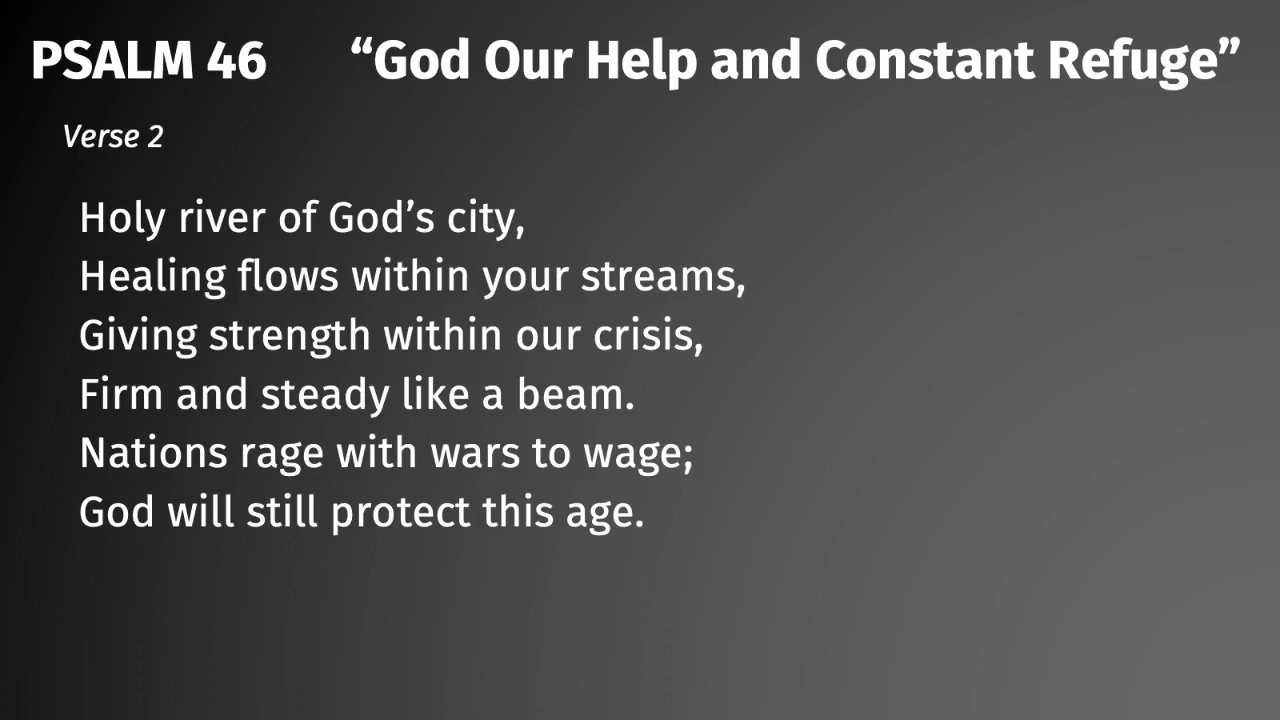 PSALM 46 “God Our Help and Constant Refuge”
Verse 2
Holy river of God’s city,
Healing flows within your streams,
Giving strength within our crisis,
Firm and steady like a beam.
Nations rage with wars to wage;
God will still protect this age.